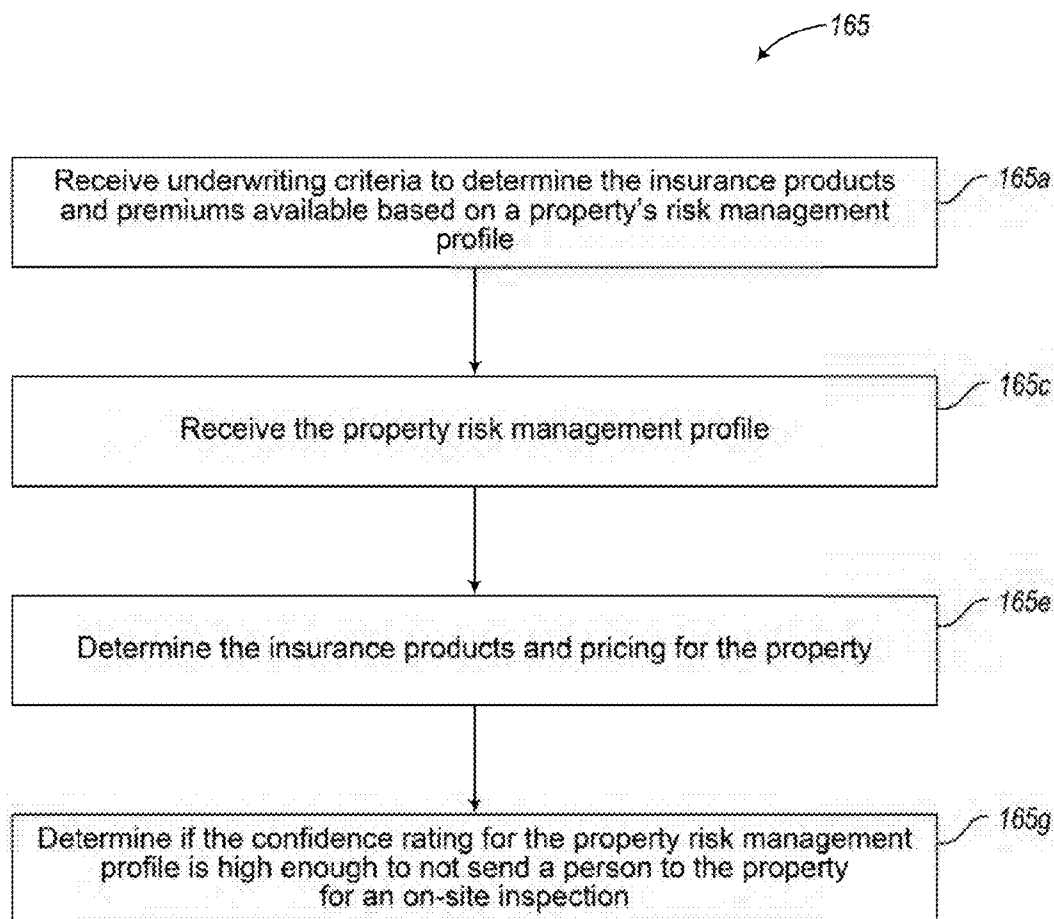 165
Receive underwriting criteria to determine the insurance products
and premiums available based on a property's risk management
profile
165a
Receive the property risk management profile
165c
Determine the insurance products and pricing for the property
165e
Determine if the confidence rating for the property risk management
profile is high enough to not send a person to the property
for an on-site inspection
165g